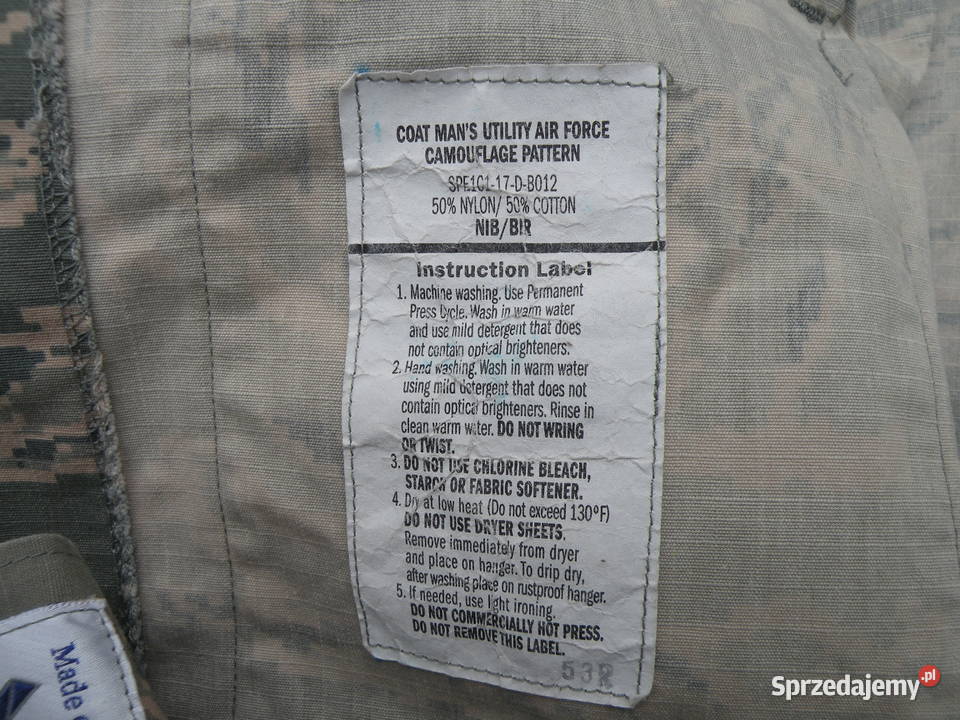 COAT MAN'S UTILITY AIR FORCE
CAMOUFLAGE PATTERN
SPE1C1-17-D-B012
50% NYLON/ 50% COTTON
NIB/BIR
Instruction Label
1. Machine washing. Use Permanent
Press Cycle. Wash in warm water
and use mild detergent that does
not contain optical brighteners.
2. Hand washing. Wash in warm water
using mild detergent that does not
contain optical brighteners. Rinse in
clean warm water. DO NOT WRING
OR TWIST.
3. DO NOT USE CHLORINE BLEACH,
STARCH OR FABRIC SOFTENER.
4. Dry at low heat (Do not exceed 130°F)
DO NOT USE DRYER SHEETS.
Remove immediately from dryer
and place on hanger. To drip dry,
after washing place on rustproof hanger.
5. If needed, use light ironing.
DO NOT COMMERCIALLY HOT PRESS.
DO NOT REMOVE THIS LABEL.
53R
Made
Sprzedajemy.pl